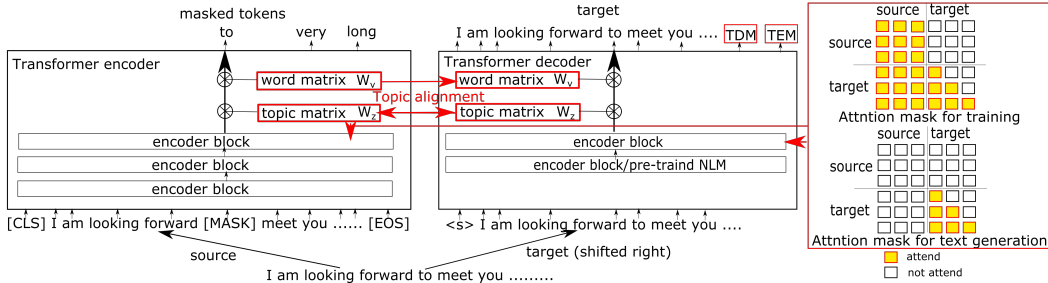 masked tokens
to very long
Transformer encoder
word matrix W_v
topic matrix W_z
encoder block
encoder block
encoder block
[CLS] I am looking forward [MASK] meet you ...... [EOS]
source
Topic alignment
target
I am looking forward to meet you .... TDM TEM
Transformer decoder
word matrix W_v
topic matrix W_z
encoder block
encoder block/pre-traind NLM
<s> I am looking forward to meet you ....
target (shifted right)
I am looking forward to meet you .........
source target
source
target
Attntion mask for training
source target
source
target
Attntion mask for text generation
attend
not attend